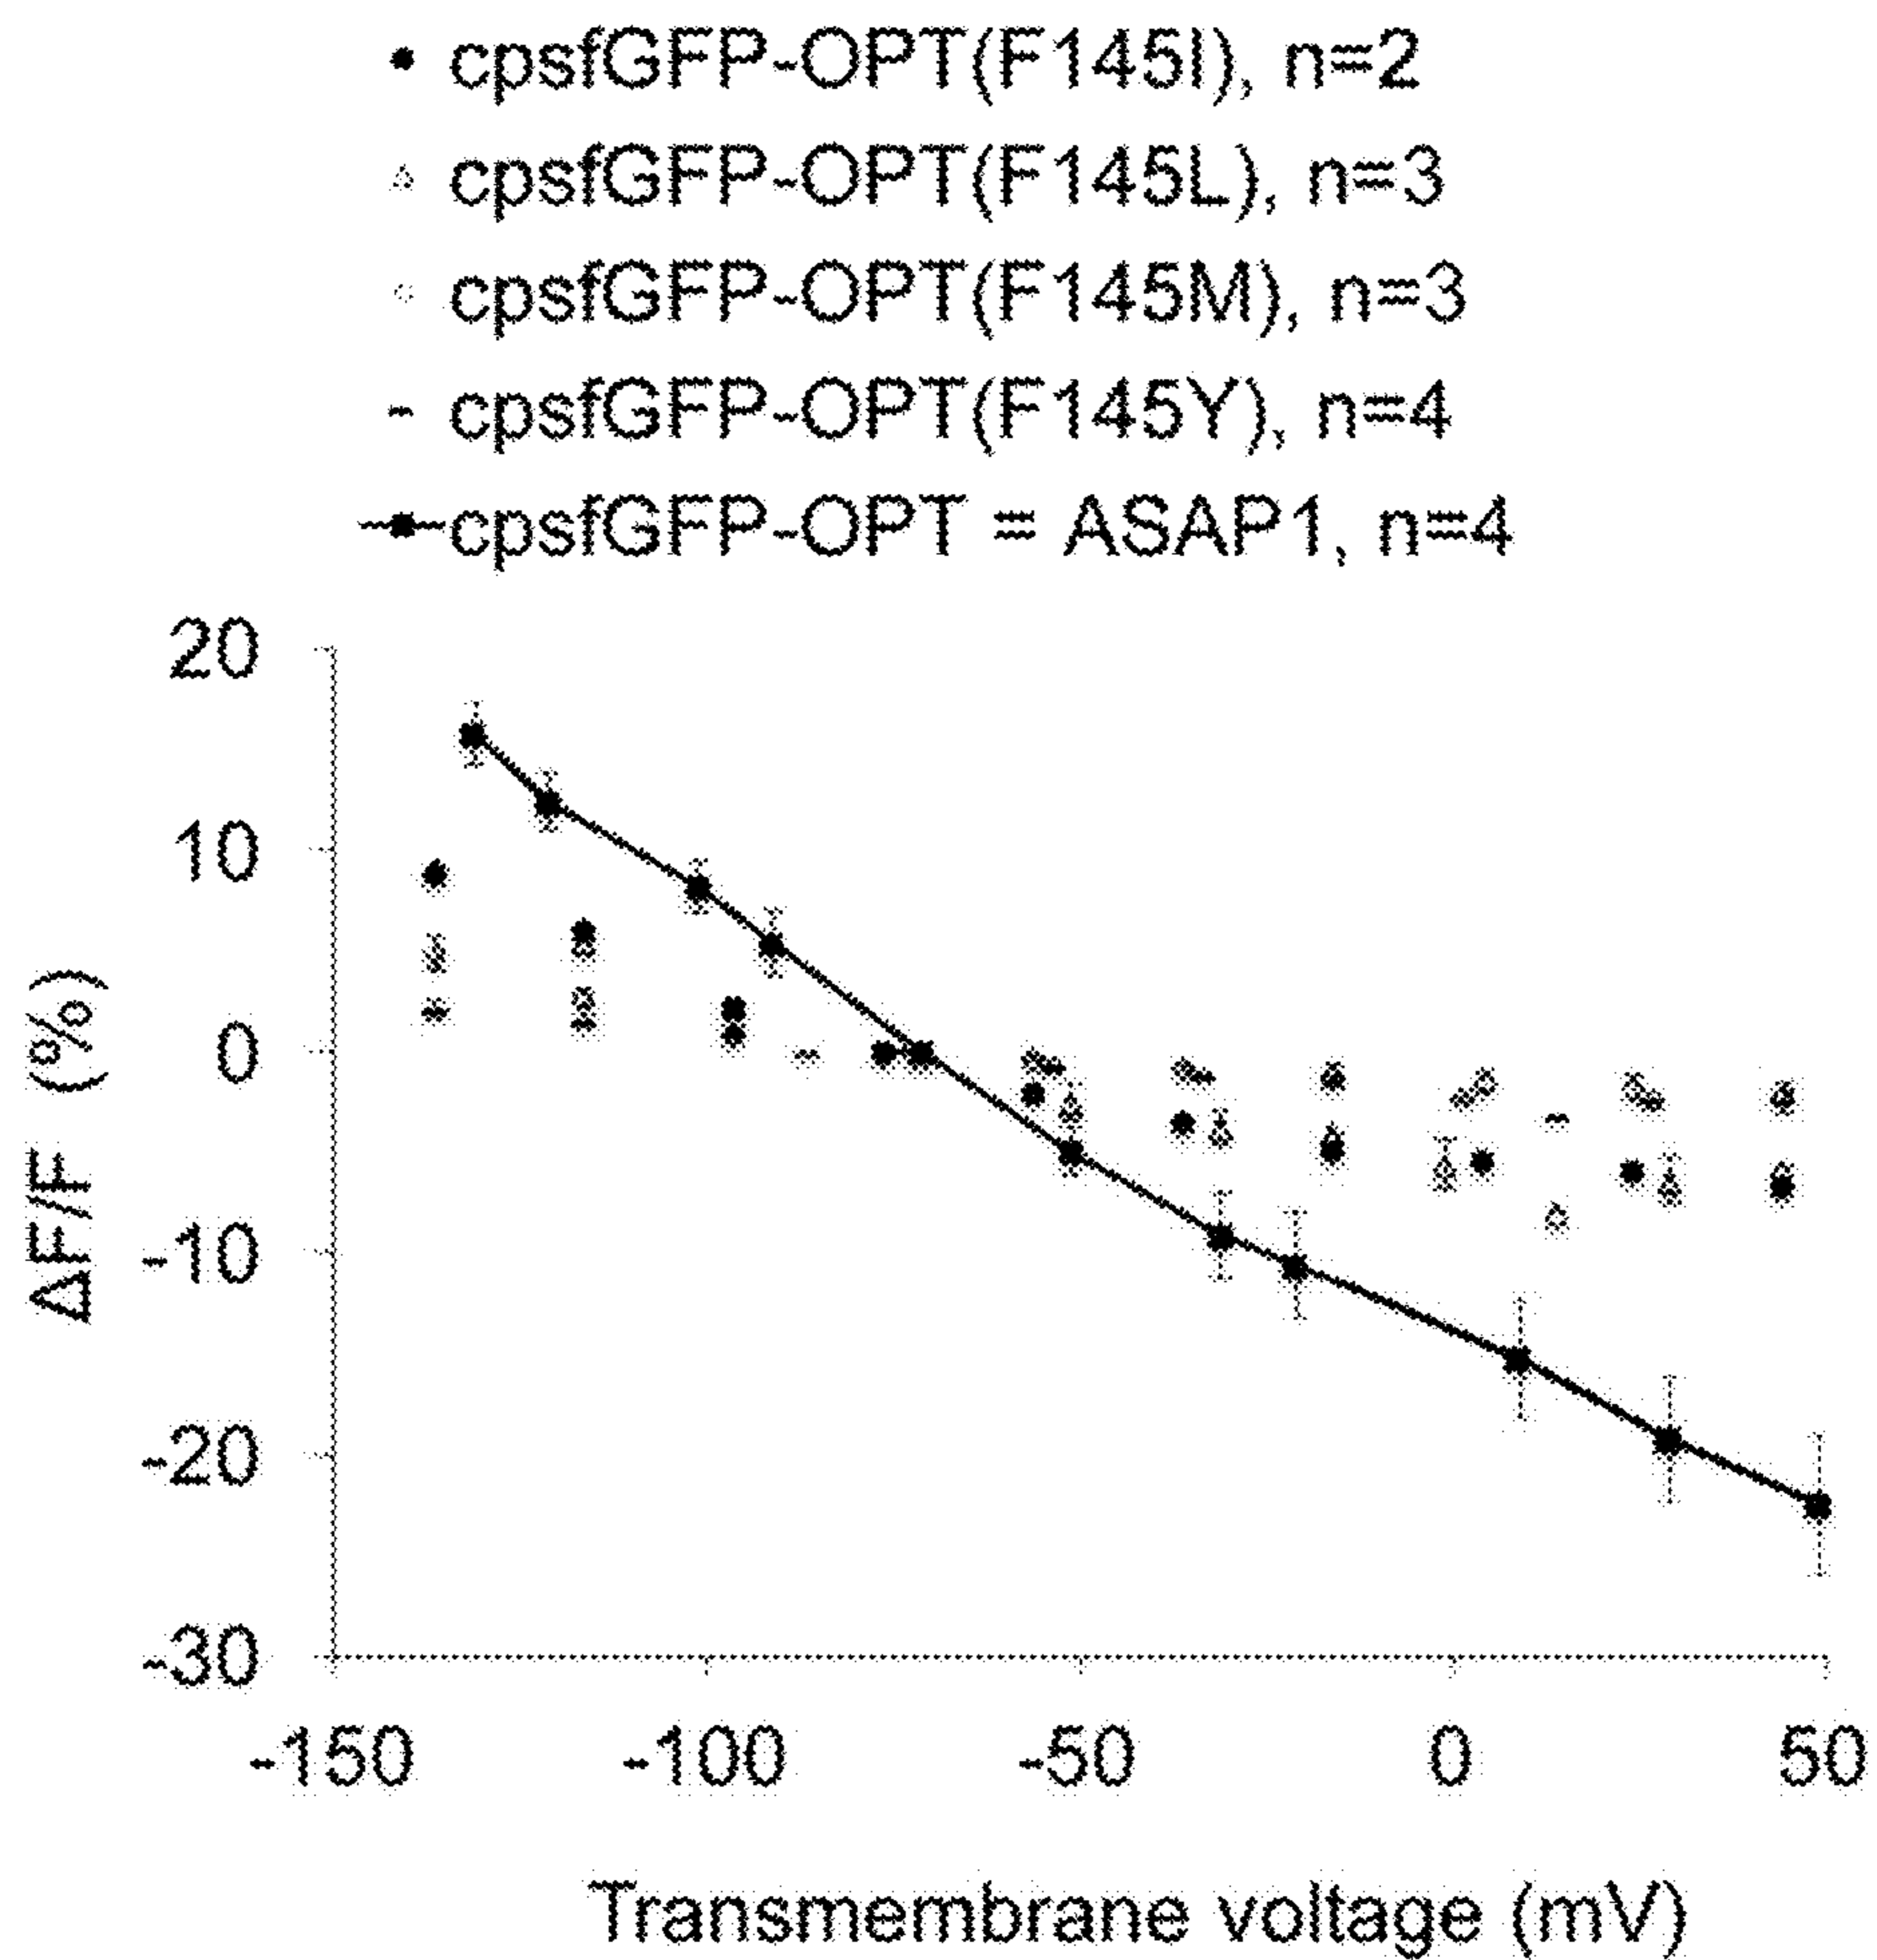 cpsfGFP-OPT(F145I), n=2
cpsfGFP-OPT(F145L), n=3
cpsfGFP-OPT(F145M), n=3
cpsfGFP-OPT(F145Y), n=4
cpsfGFP-OPT = ASAP1, n=4
20
10
0
-10
-20
-30
ΔF/F (%)
-150 -100 -50 0 50
Transmembrane voltage (mV)